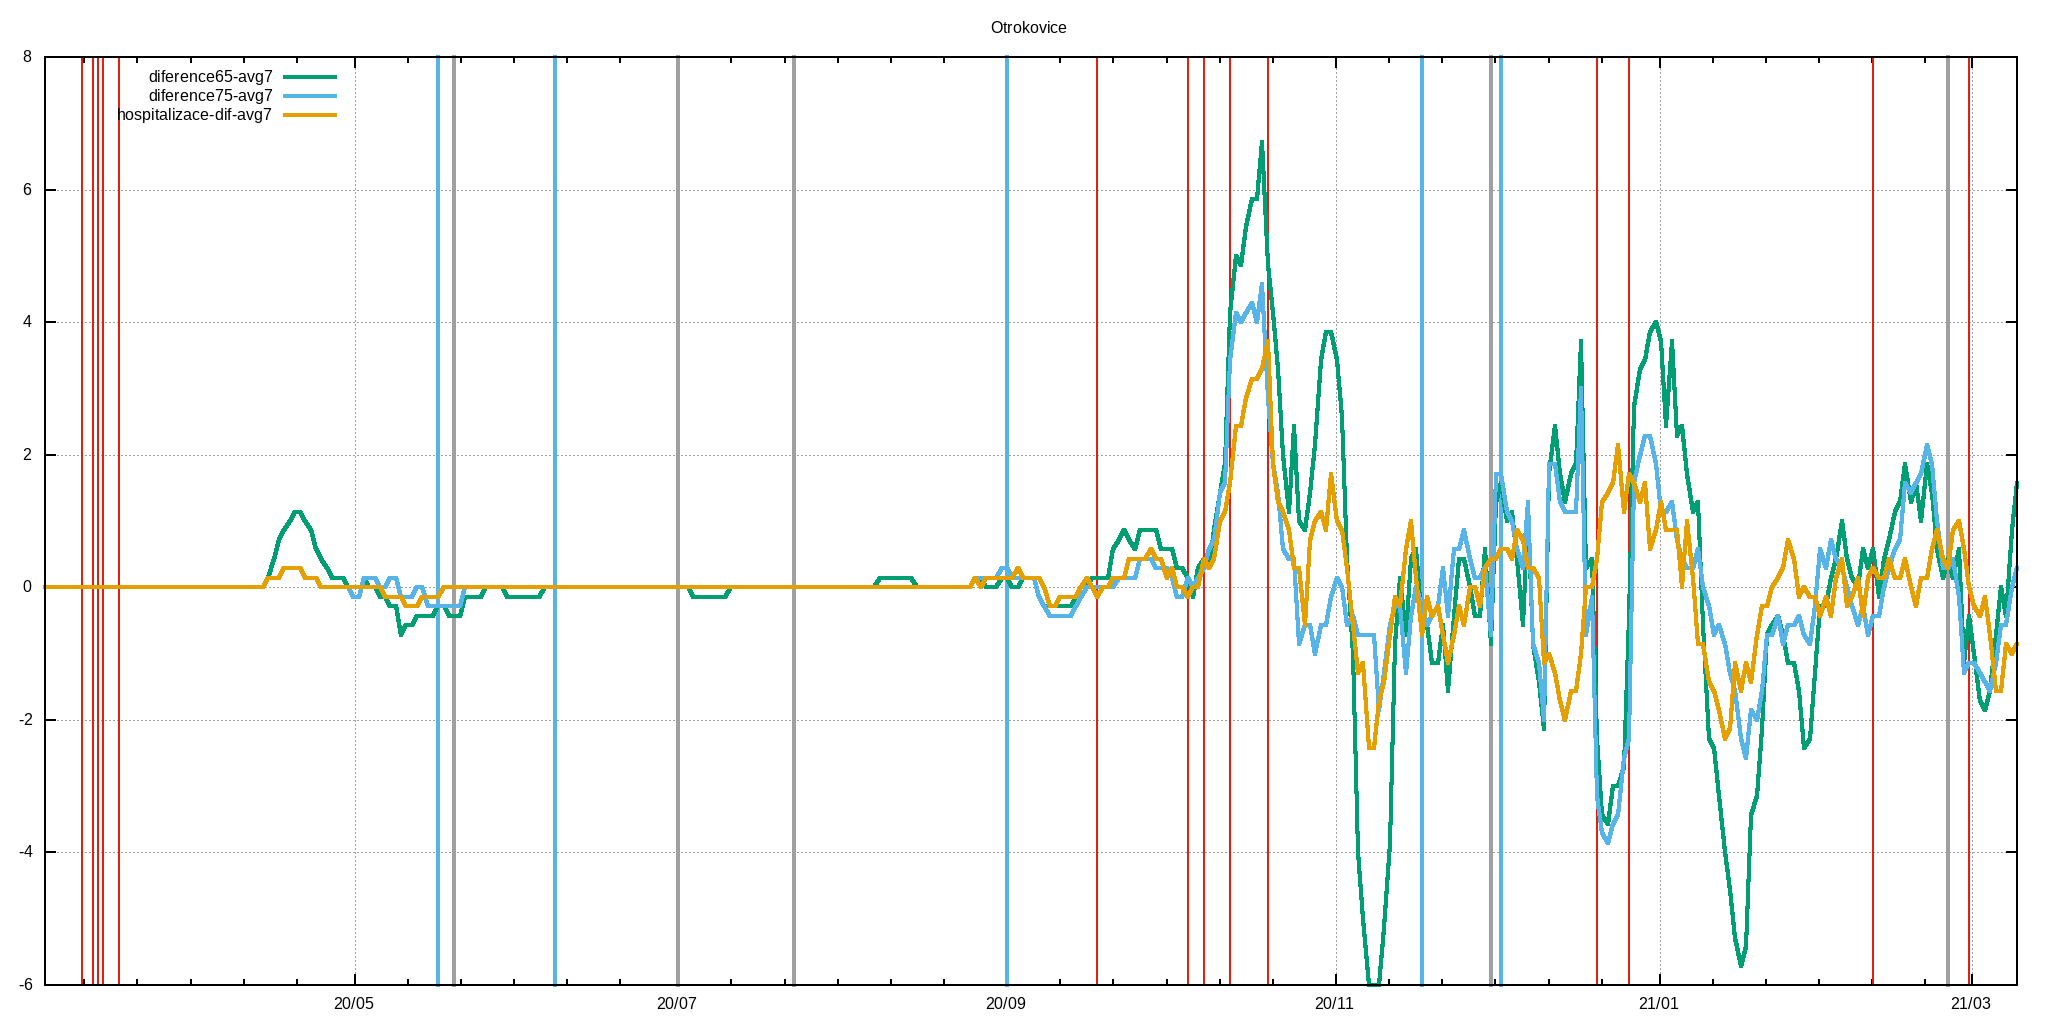 Otrokovice
8
diference65-avg7
diference75-avg7
hospitalizace-dif-avg7
6
4
2
0
-2
-4
-6
20/05 20/07 20/09 20/11 21/01 21/03